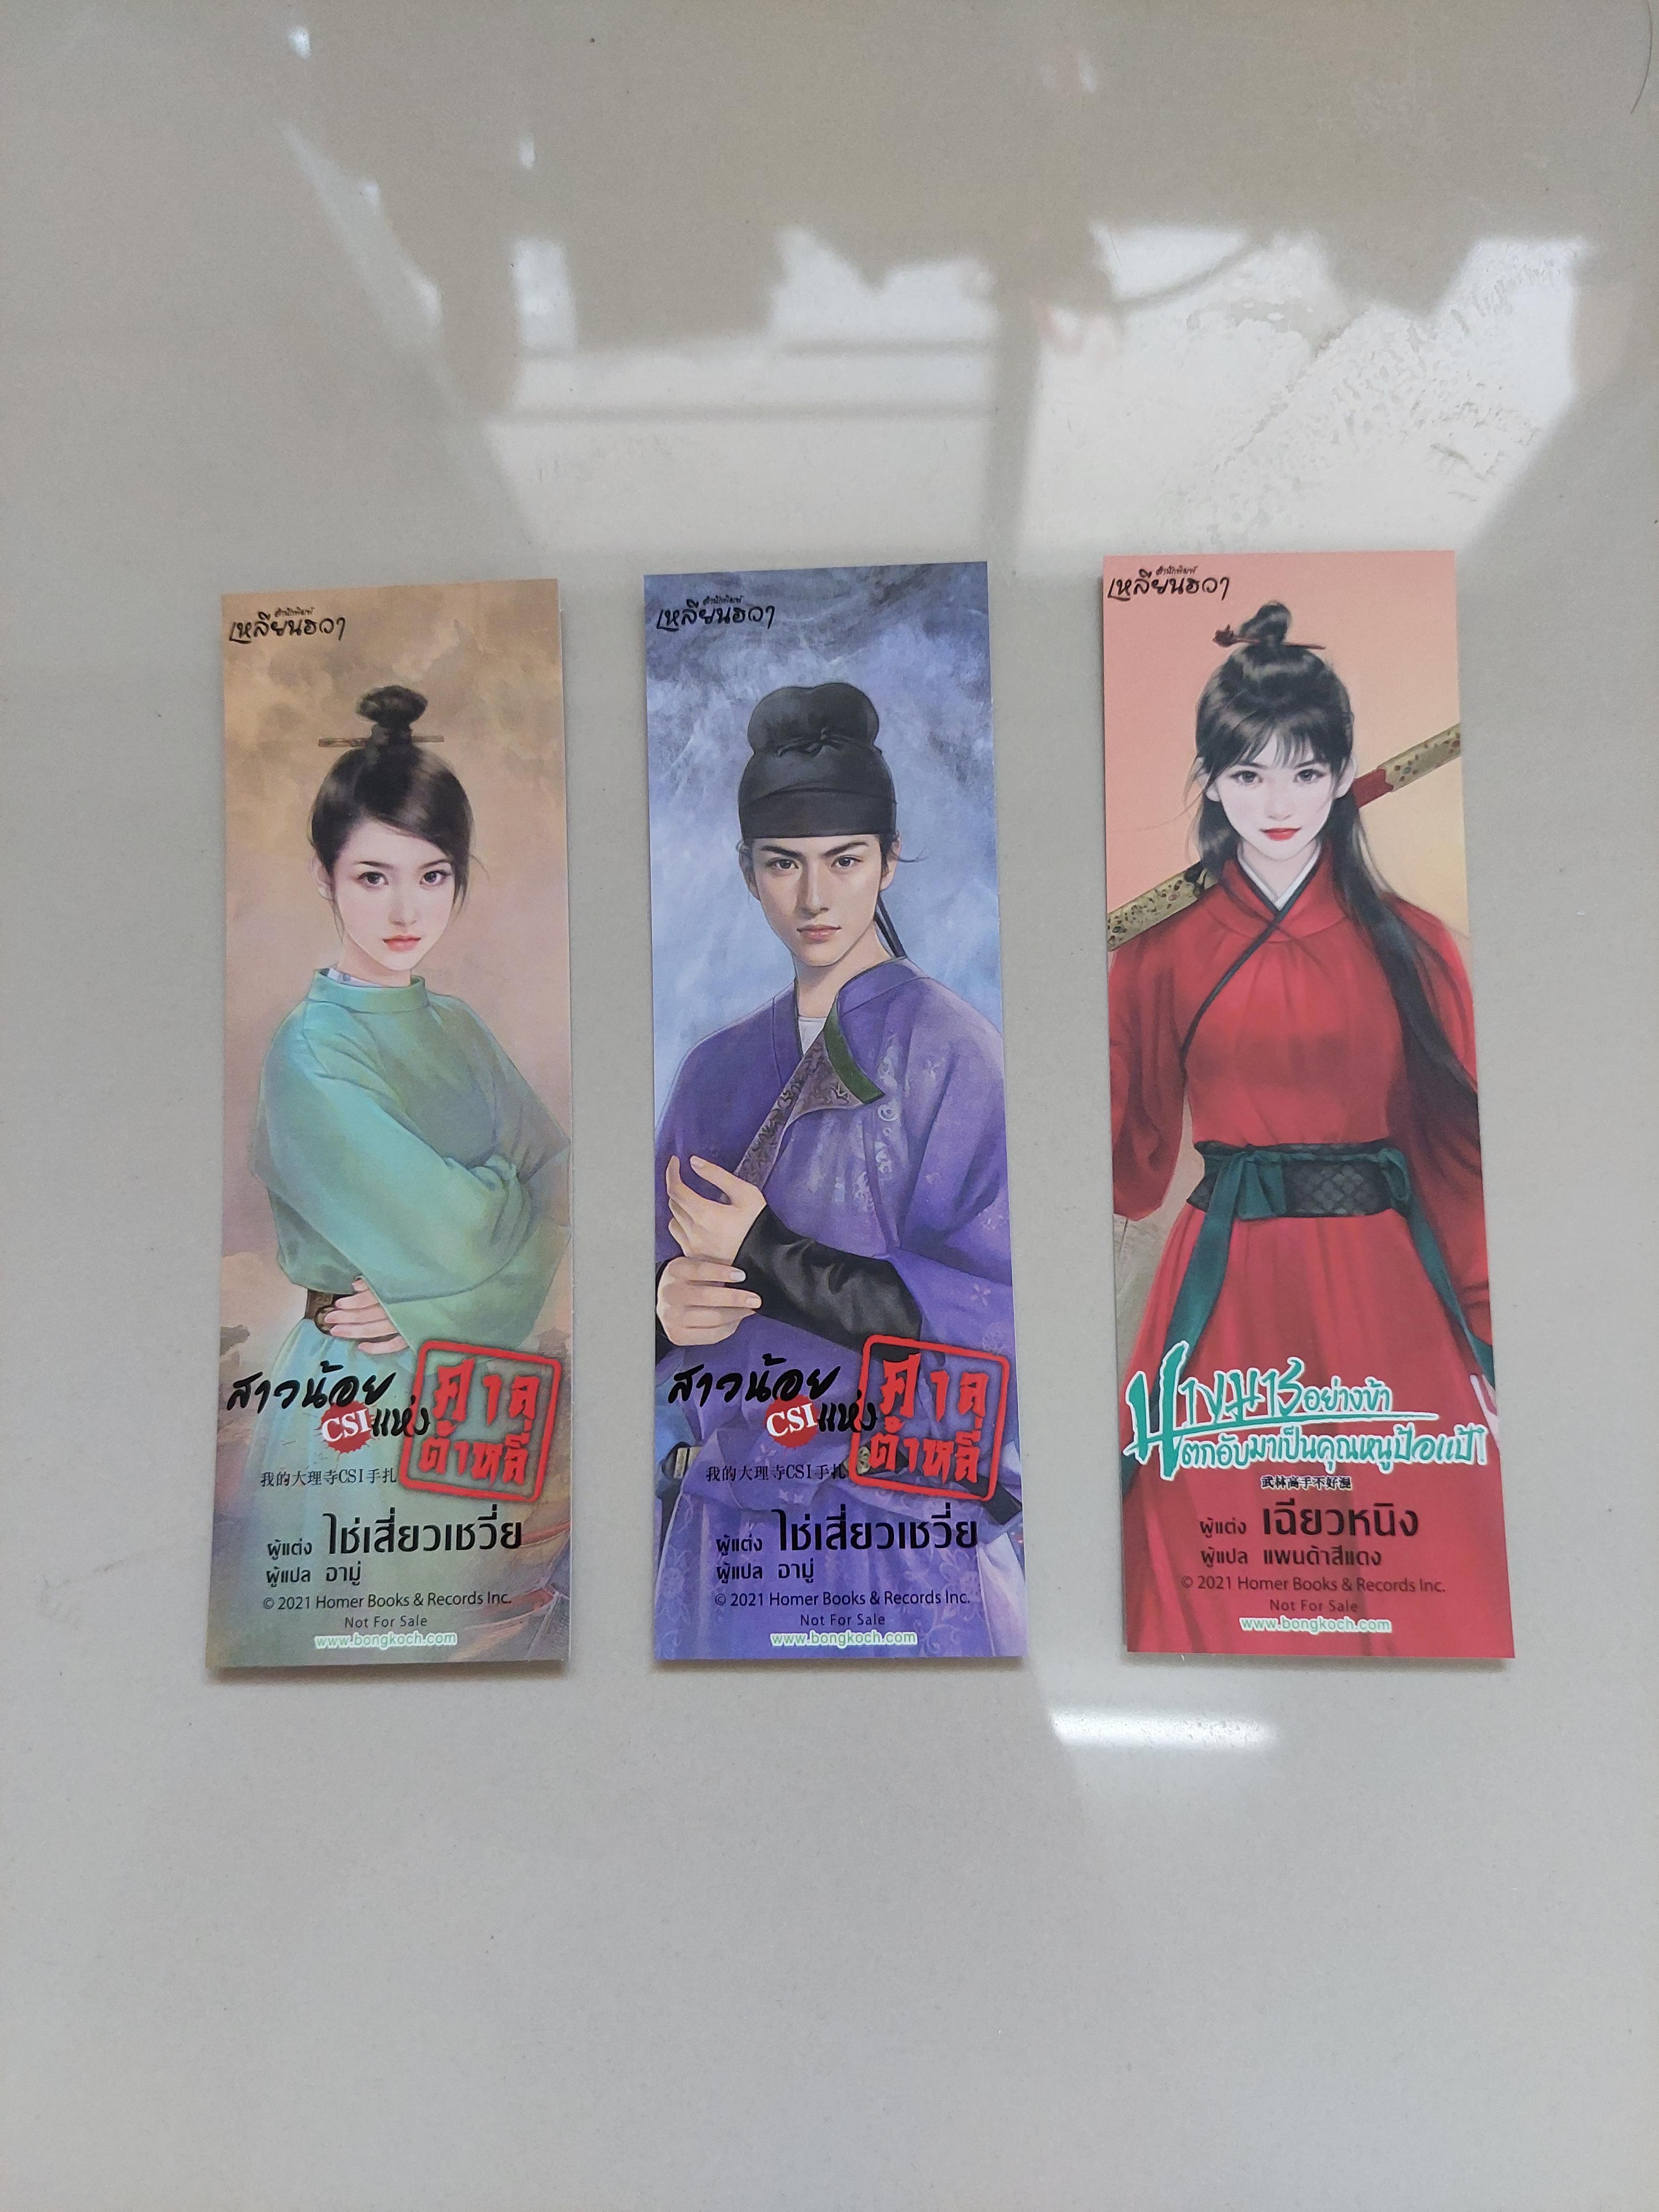 สำนักพิมพ์
เหลียนฮวา
สาวน้อย
CSI แห่ง
ศาล
ต้าหลี่
我的大理寺CSI手扎
ผู้แต่ง ไช่เสี่ยวเชวี่ย
ผู้แปล อามู่
© 2021 Homer Books & Records Inc.
Not For Sale
www.bongkoch.com
สำนักพิมพ์
เหลียนฮวา
สาวน้อย
CSI แห่ง
ศาล
ต้าหลี่
我的大理寺CSI手扎
ผู้แต่ง ไช่เสี่ยวเชวี่ย
ผู้แปล อามู่
© 2021 Homer Books & Records Inc.
Not For Sale
www.bongkoch.com
สำนักพิมพ์
เหลียนฮวา
นางมารอย่างข้า
ตกอับมาเป็นคุณหนูป้อแป้!
武林高手不好混
ผู้แต่ง เฉียวหนิง
ผู้แปล แพนด้าสีแดง
© 2021 Homer Books & Records Inc.
Not For Sale
www.bongkoch.com